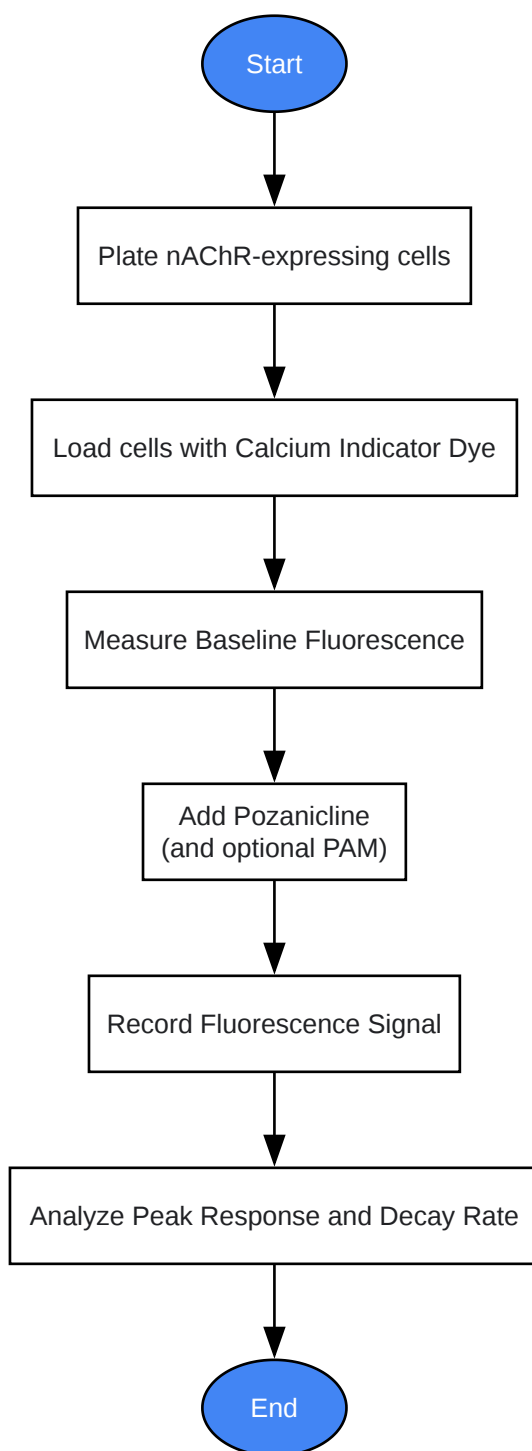 Start
Plate nAChR-expressing cells
Load cells with Calcium Indicator Dye
Measure Baseline Fluorescence
Add Pozanicline
(and optional PAM)
Record Fluorescence Signal
Analyze Peak Response and Decay Rate
End